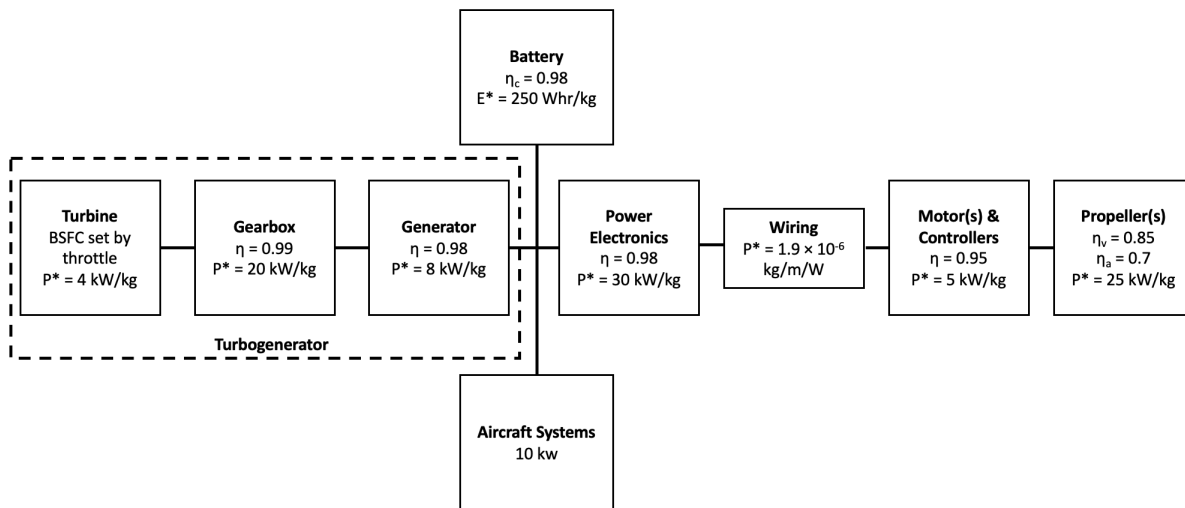 Battery
ηc = 0.98
E* = 250 Whr/kg
Turbine
BSFC set by
throttle
P* = 4 kW/kg
Gearbox
η = 0.99
P* = 20 kW/kg
Generator
η = 0.98
P* = 8 kW/kg
Turbogenerator
Power
Electronics
η = 0.98
P* = 30 kW/kg
Wiring
P* = 1.9 × 10⁻⁶
kg/m/W
Motor(s) &
Controllers
η = 0.95
P* = 5 kW/kg
Propeller(s)
ηv = 0.85
ηa = 0.7
P* = 25 kW/kg
Aircraft Systems
10 kw